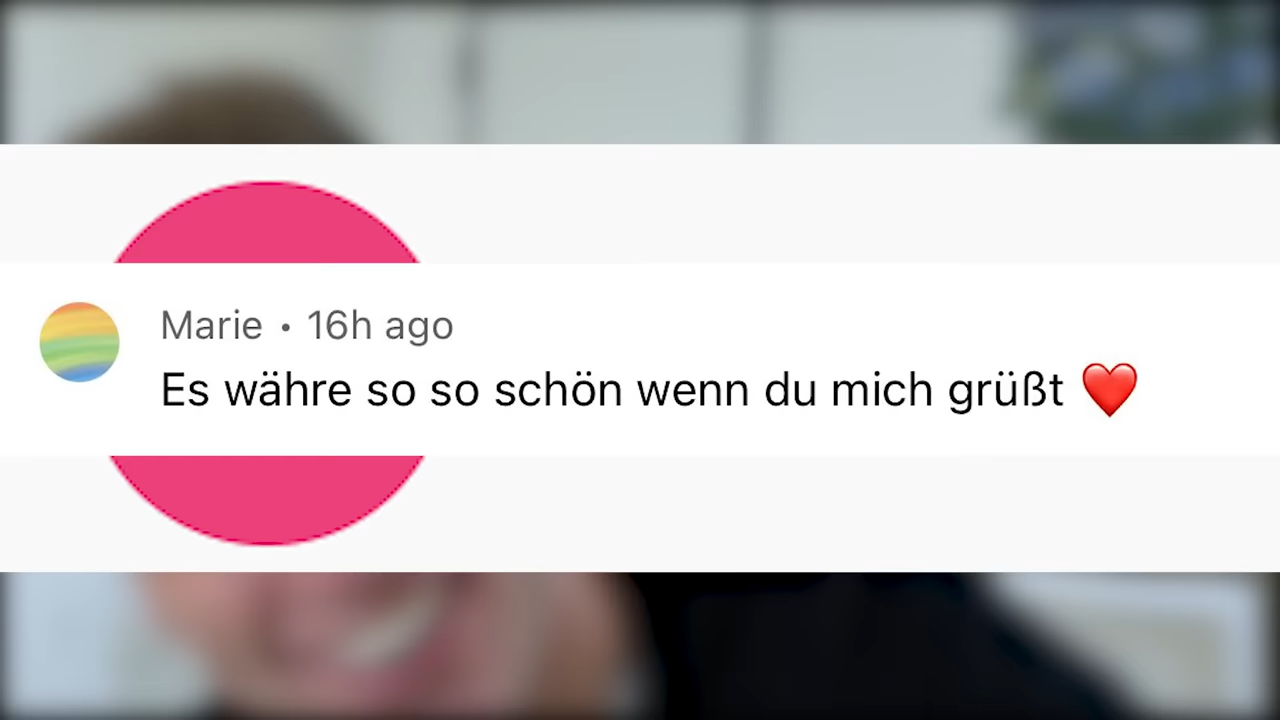 Marie • 16h ago
Es währe so so schön wenn du mich grüßt ❤️